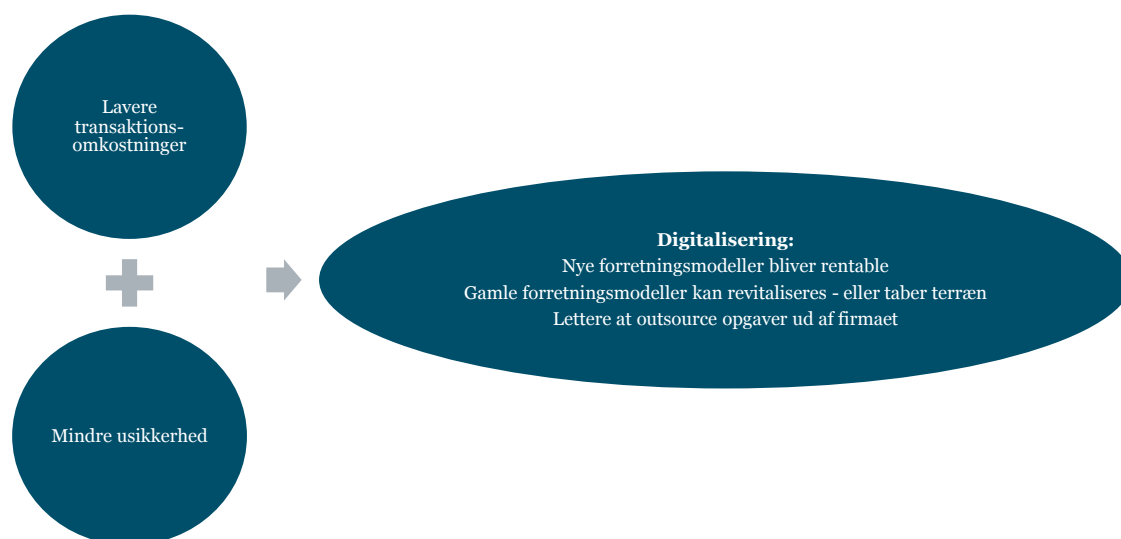 Lavere
transaktions-
omkostninger
Mindre usikkerhed
Digitalisering:
Nye forretningsmodeller bliver rentable
Gamle forretningsmodeller kan revitaliseres - eller taber terræn
Lettere at outsource opgaver ud af firmaet